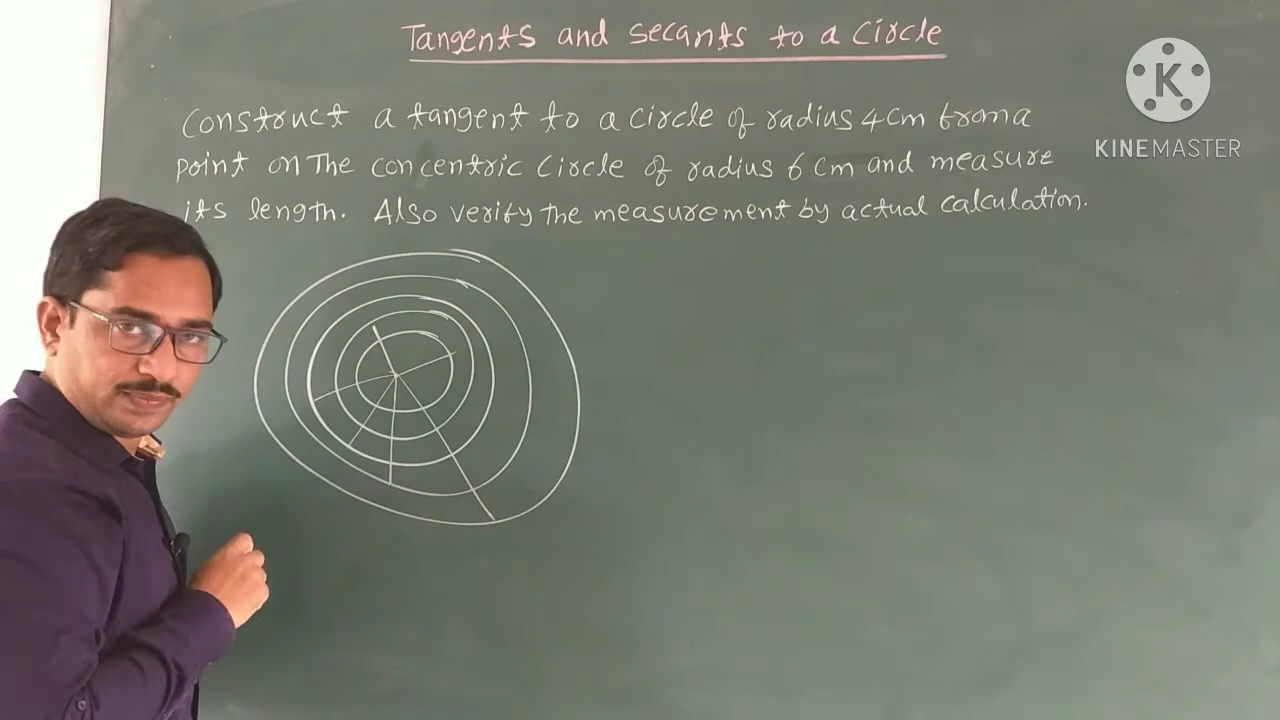 Tangents and secants to a circle
K
KINEMASTER
Construct a tangent to a circle of radius 4cm from a
point on The concentric circle of radius 6 cm and measure
its length. Also verify the measurement by actual calculation.